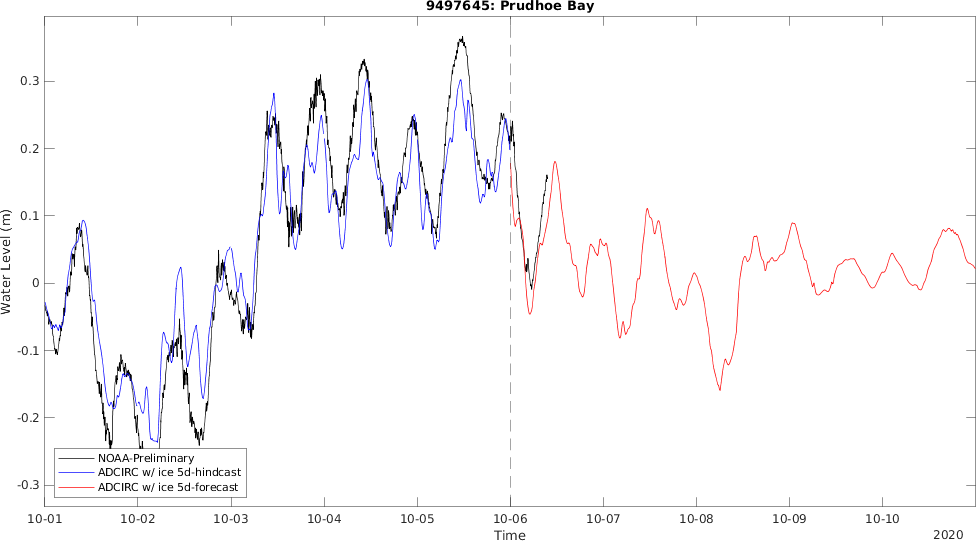 9497645: Prudhoe Bay
Water Level (m)
0.3
0.2
0.1
0
-0.1
-0.2
-0.3
NOAA-Preliminary
ADCIRC w/ ice 5d-hindcast
ADCIRC w/ ice 5d-forecast
10-01 10-02 10-03 10-04 10-05 10-06 10-07 10-08 10-09 10-10
Time
2020